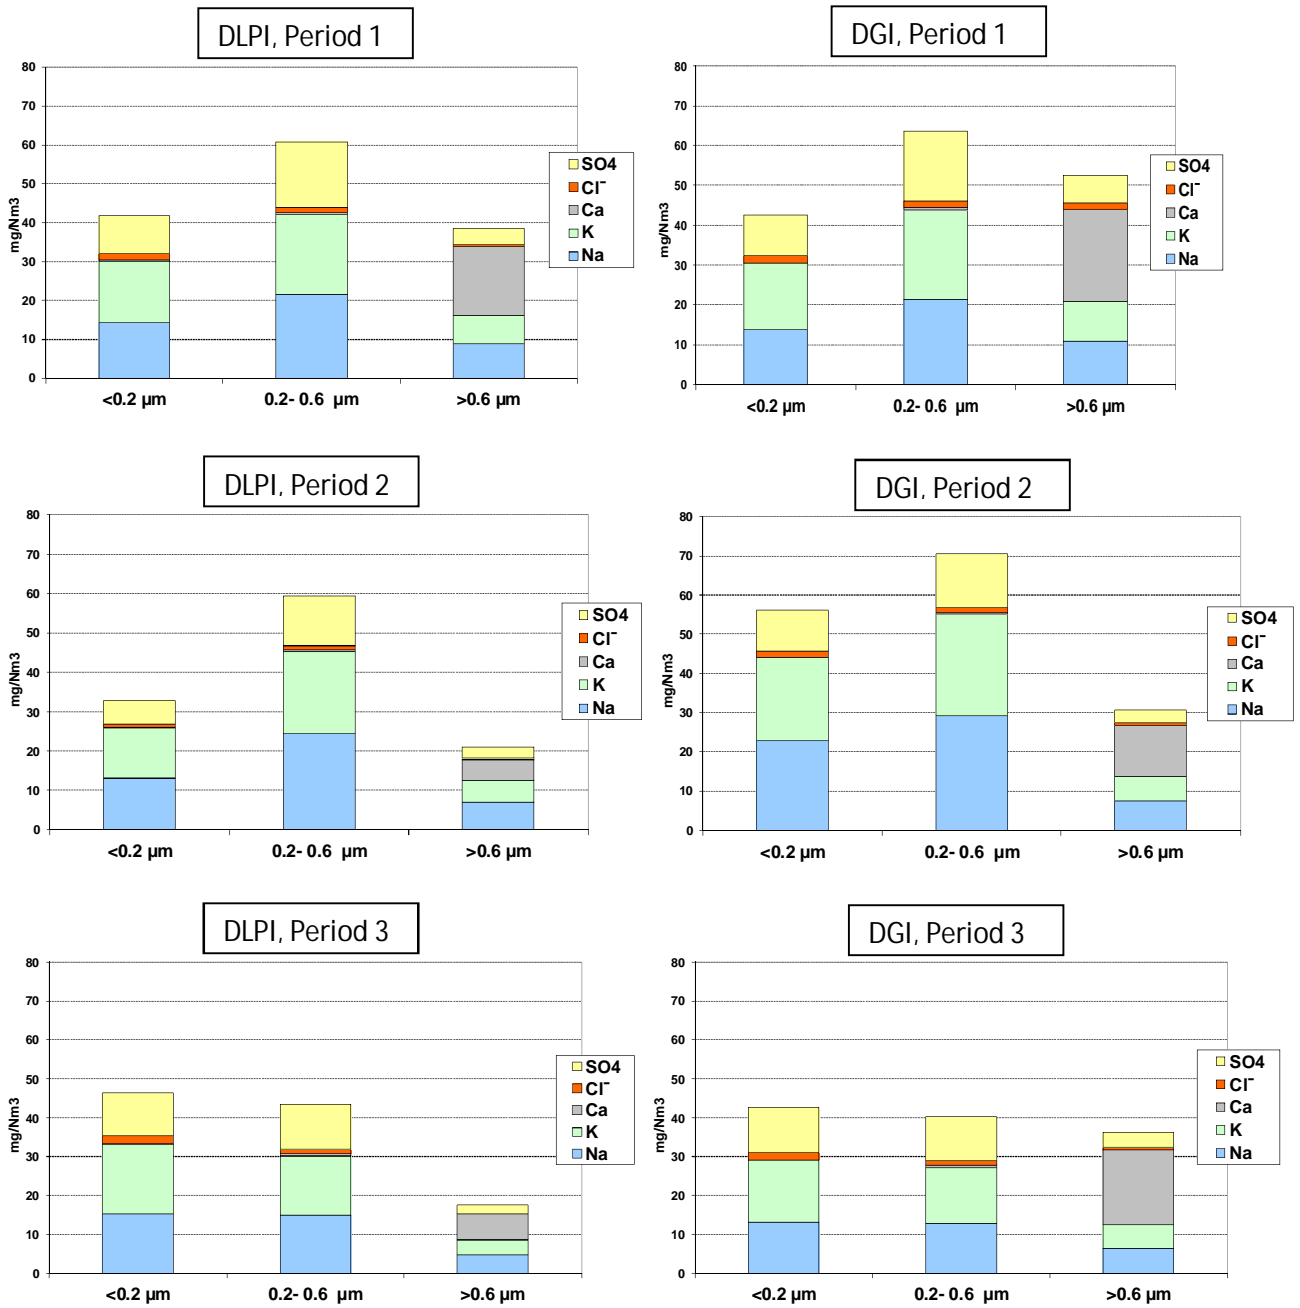 DLPI, Period 1
80
70
60
50
40
30
20
10
0
mg/Nm3
<0.2 µm
0.2- 0.6 µm
>0.6 µm
SO4
Cl⁻
Ca
K
Na
DGI, Period 1
80
70
60
50
40
30
20
10
0
mg/Nm3
<0.2 µm
0.2- 0.6 µm
>0.6 µm
SO4
Cl⁻
Ca
K
Na
DLPI, Period 2
80
70
60
50
40
30
20
10
0
mg/Nm3
<0.2 µm
0.2- 0.6 µm
>0.6 µm
SO4
Cl⁻
Ca
K
Na
DGI, Period 2
80
70
60
50
40
30
20
10
0
mg/Nm3
<0.2 µm
0.2- 0.6 µm
>0.6 µm
SO4
Cl⁻
Ca
K
Na
DLPI, Period 3
80
70
60
50
40
30
20
10
0
mg/Nm3
<0.2 µm
0.2- 0.6 µm
>0.6 µm
SO4
Cl⁻
Ca
K
Na
DGI, Period 3
80
70
60
50
40
30
20
10
0
mg/Nm3
<0.2 µm
0.2- 0.6 µm
>0.6 µm
SO4
Cl⁻
Ca
K
Na